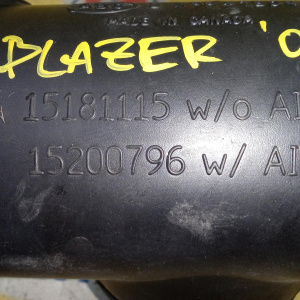 MADE IN CANADA
BLAZER '0
15181115 w/o AI
15200796 w/ AI